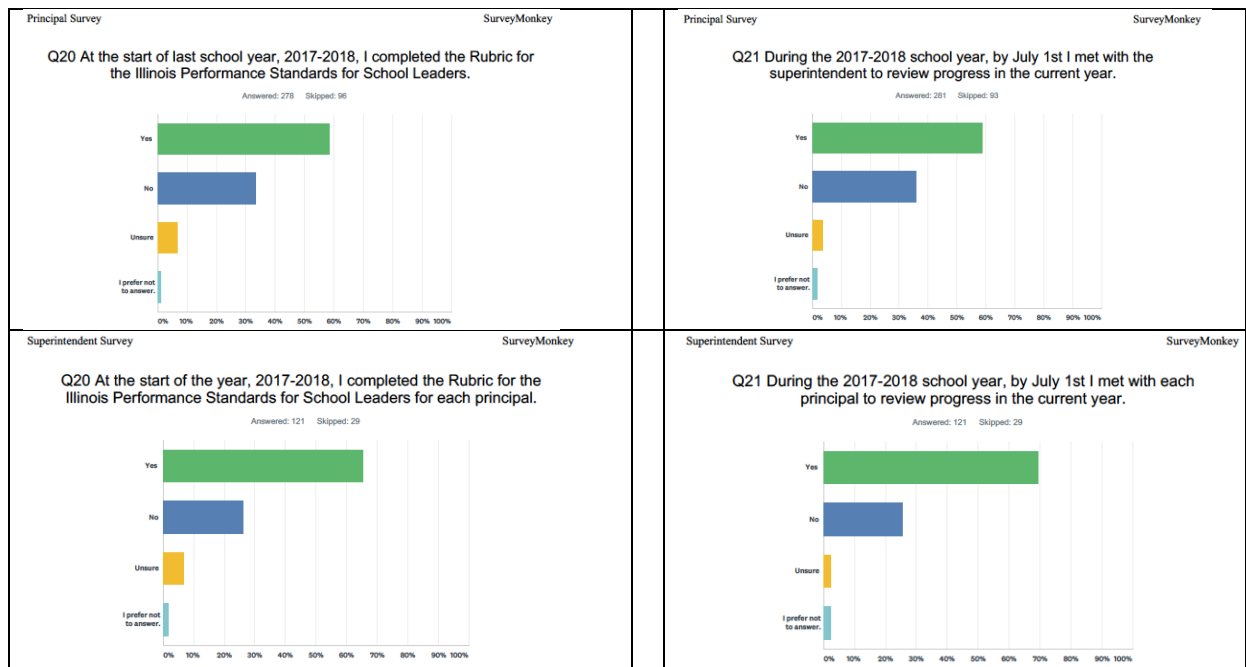 Principal Survey SurveyMonkey
Q20 At the start of last school year, 2017-2018, I completed the Rubric for
the Illinois Performance Standards for School Leaders.
Answered: 278 Skipped: 96
Yes
No
Unsure
I prefer not
to answer.
0% 10% 20% 30% 40% 50% 60% 70% 80% 90% 100%
Principal Survey SurveyMonkey
Q21 During the 2017-2018 school year, by July 1st I met with the
superintendent to review progress in the current year.
Answered: 281 Skipped: 93
Yes
No
Unsure
I prefer not
to answer.
0% 10% 20% 30% 40% 50% 60% 70% 80% 90% 100%
Superintendent Survey SurveyMonkey
Q20 At the start of the year, 2017-2018, I completed the Rubric for the
Illinois Performance Standards for School Leaders for each principal.
Answered: 121 Skipped: 29
Yes
No
Unsure
I prefer not
to answer.
0% 10% 20% 30% 40% 50% 60% 70% 80% 90% 100%
Superintendent Survey SurveyMonkey
Q21 During the 2017-2018 school year, by July 1st I met with each
principal to review progress in the current year.
Answered: 121 Skipped: 29
Yes
No
Unsure
I prefer not
to answer.
0% 10% 20% 30% 40% 50% 60% 70% 80% 90% 100%